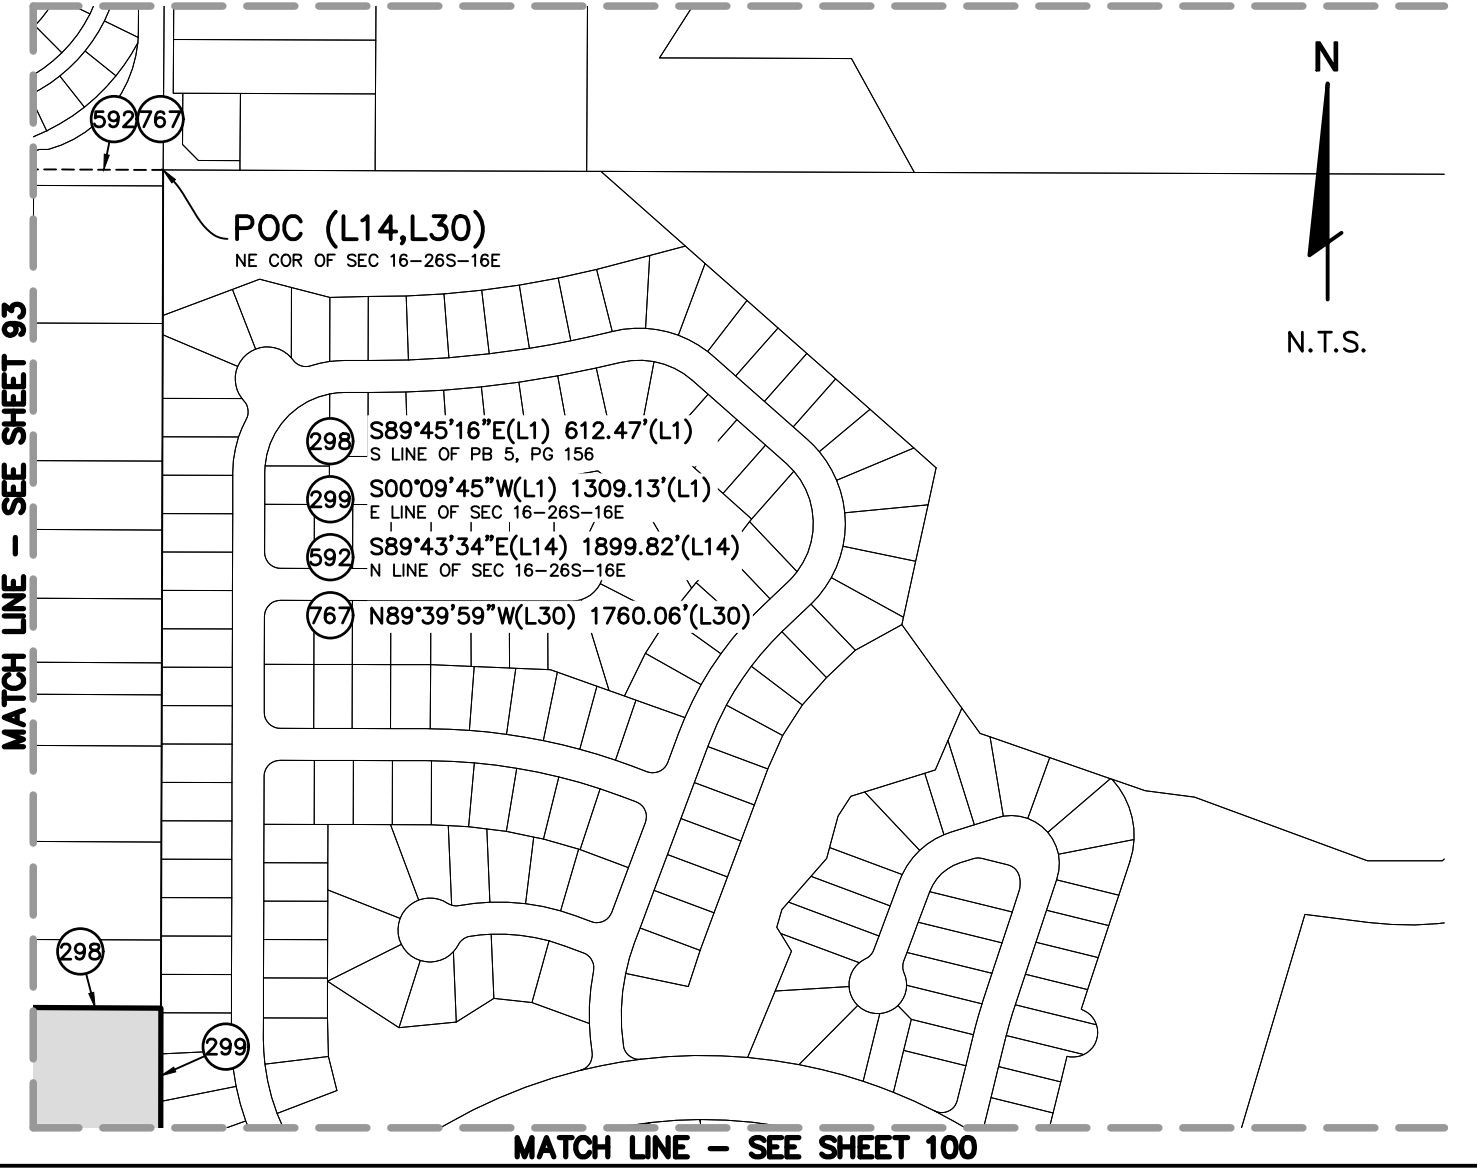 N
N.T.S.
592 767
POC (L14,L30)
NE COR OF SEC 16-26S-16E
MATCH LINE - SEE SHEET 93
298 S89°45'16"E(L1) 612.47'(L1)
S LINE OF PB 5, PG 156
299 S00°09'45"W(L1) 1309.13'(L1)
E LINE OF SEC 16-26S-16E
592 S89°43'34"E(L14) 1899.82'(L14)
N LINE OF SEC 16-26S-16E
767 N89°39'59"W(L30) 1760.06'(L30)
298
299
MATCH LINE - SEE SHEET 100